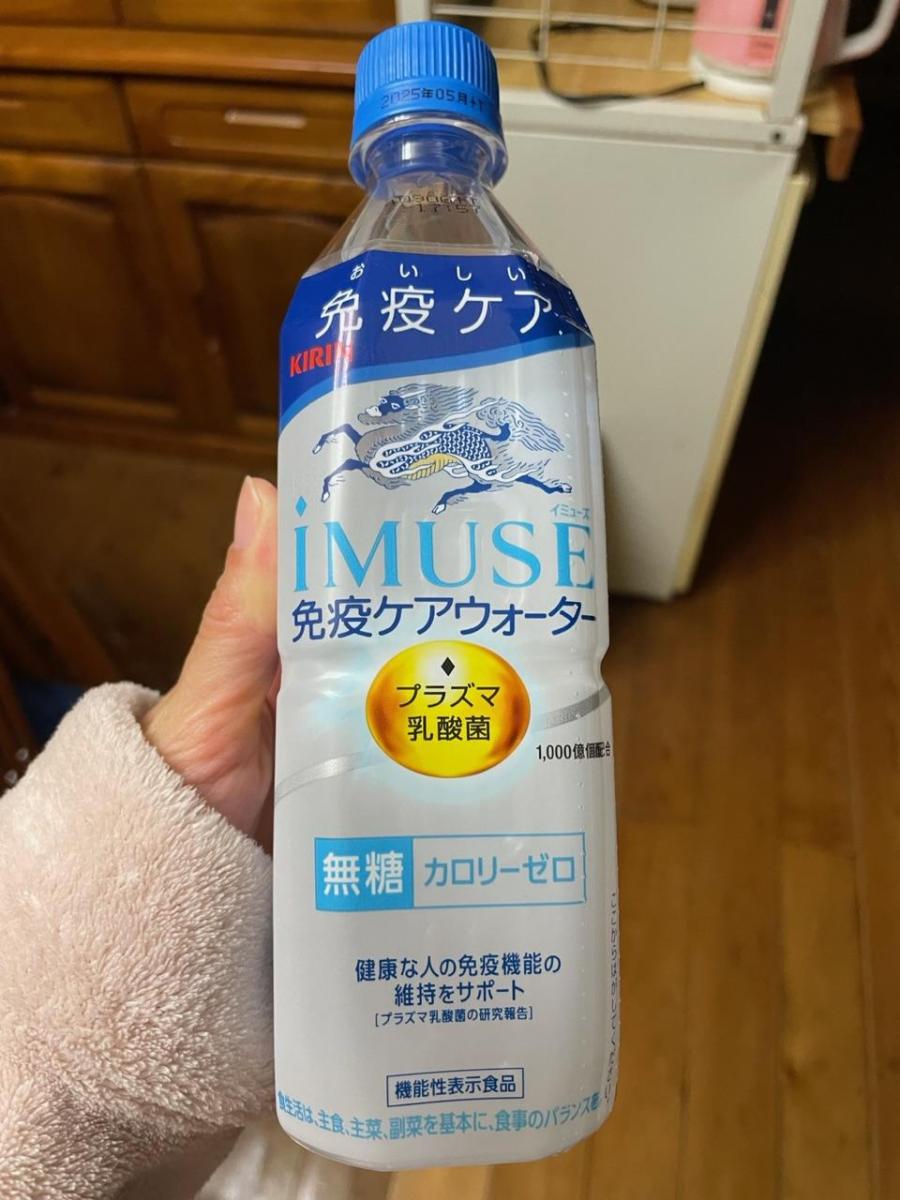 2025年05月
おいしい
免疫ケア
KIRIN
イミューズ
iMUSE
免疫ケアウォーター
プラズマ
乳酸菌
1,000億個配合
無糖 カロリーゼロ
健康な人の免疫機能の
維持をサポート
[プラズマ乳酸菌の研究報告]
機能性表示食品
食生活は、主食、主菜、副菜を基本に、食事のバランスを